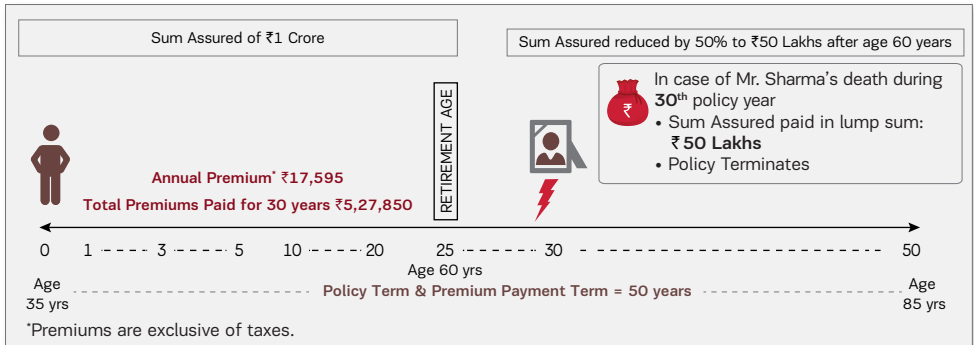 Sum Assured of ₹1 Crore
Sum Assured reduced by 50% to ₹50 Lakhs after age 60 years
In case of Mr. Sharma's death during
30th policy year
• Sum Assured paid in lump sum:
₹50 Lakhs
• Policy Terminates
₹
RETIREMENT AGE
Annual Premium* ₹17,595
Total Premiums Paid for 30 years ₹5,27,850
0 1 3 5 10 20 25 30 50
Age 60 yrs
Age
35 yrs
Policy Term & Premium Payment Term = 50 years
Age
85 yrs
*Premiums are exclusive of taxes.